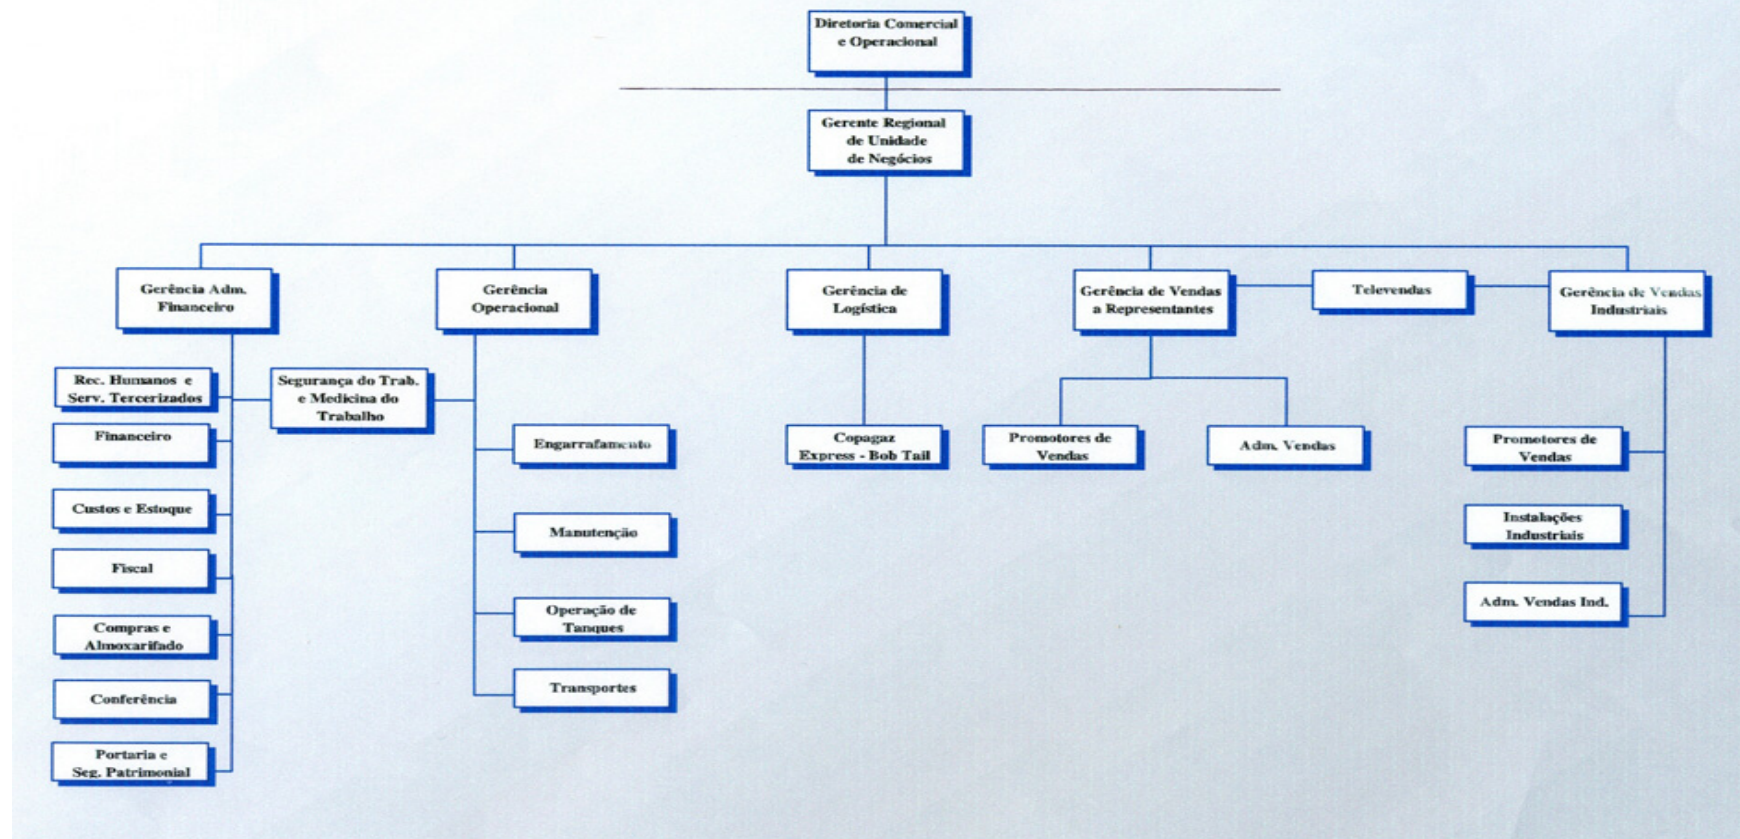 Diretoria Comercial
e Operacional
Gerente Regional
de Unidade
de Negócios
Gerência Adm.
Financeiro
Gerência
Operacional
Gerência de
Logística
Gerência de Vendas
a Representantes
Televendas
Gerência de Vendas
Industriais
Rec. Humanos e
Serv. Tercerizados
Segurança do Trab.
e Medicina do
Trabalho
Financeiro
Custos e Estoque
Fiscal
Compras e
Almoxarifado
Conferência
Portaria e
Seg. Patrimonial
Engarrafamento
Manutenção
Operação de
Tanques
Transportes
Copagaz
Express - Bob Tail
Promotores de
Vendas
Adm. Vendas
Promotores de
Vendas
Instalações
Industriais
Adm. Vendas Ind.